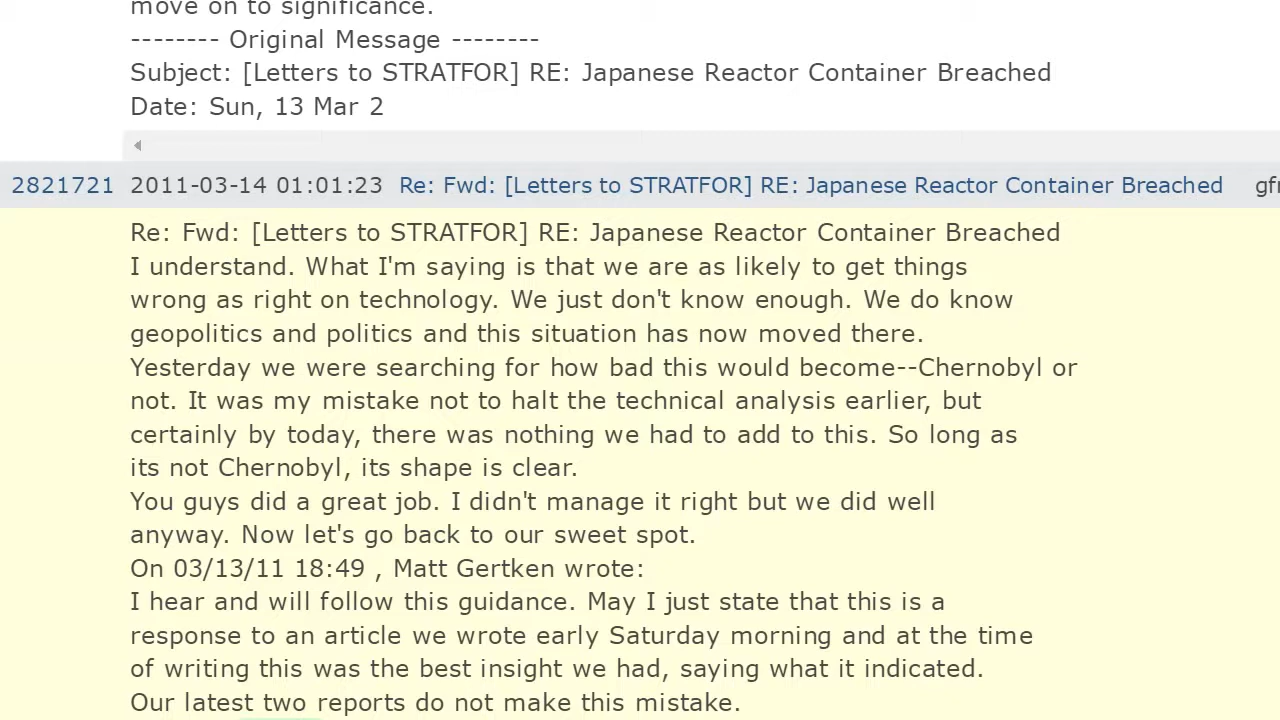 move on to significance.
-------- Original Message --------
Subject: [Letters to STRATFOR] RE: Japanese Reactor Container Breached
Date: Sun, 13 Mar 2
2821721 2011-03-14 01:01:23 Re: Fwd: [Letters to STRATFOR] RE: Japanese Reactor Container Breached
Re: Fwd: [Letters to STRATFOR] RE: Japanese Reactor Container Breached
I understand. What I'm saying is that we are as likely to get things
wrong as right on technology. We just don't know enough. We do know
geopolitics and politics and this situation has now moved there.
Yesterday we were searching for how bad this would become--Chernobyl or
not. It was my mistake not to halt the technical analysis earlier, but
certainly by today, there was nothing we had to add to this. So long as
its not Chernobyl, its shape is clear.
You guys did a great job. I didn't manage it right but we did well
anyway. Now let's go back to our sweet spot.
On 03/13/11 18:49 , Matt Gertken wrote:
I hear and will follow this guidance. May I just state that this is a
response to an article we wrote early Saturday morning and at the time
of writing this was the best insight we had, saying what it indicated.
Our latest two reports do not make this mistake.